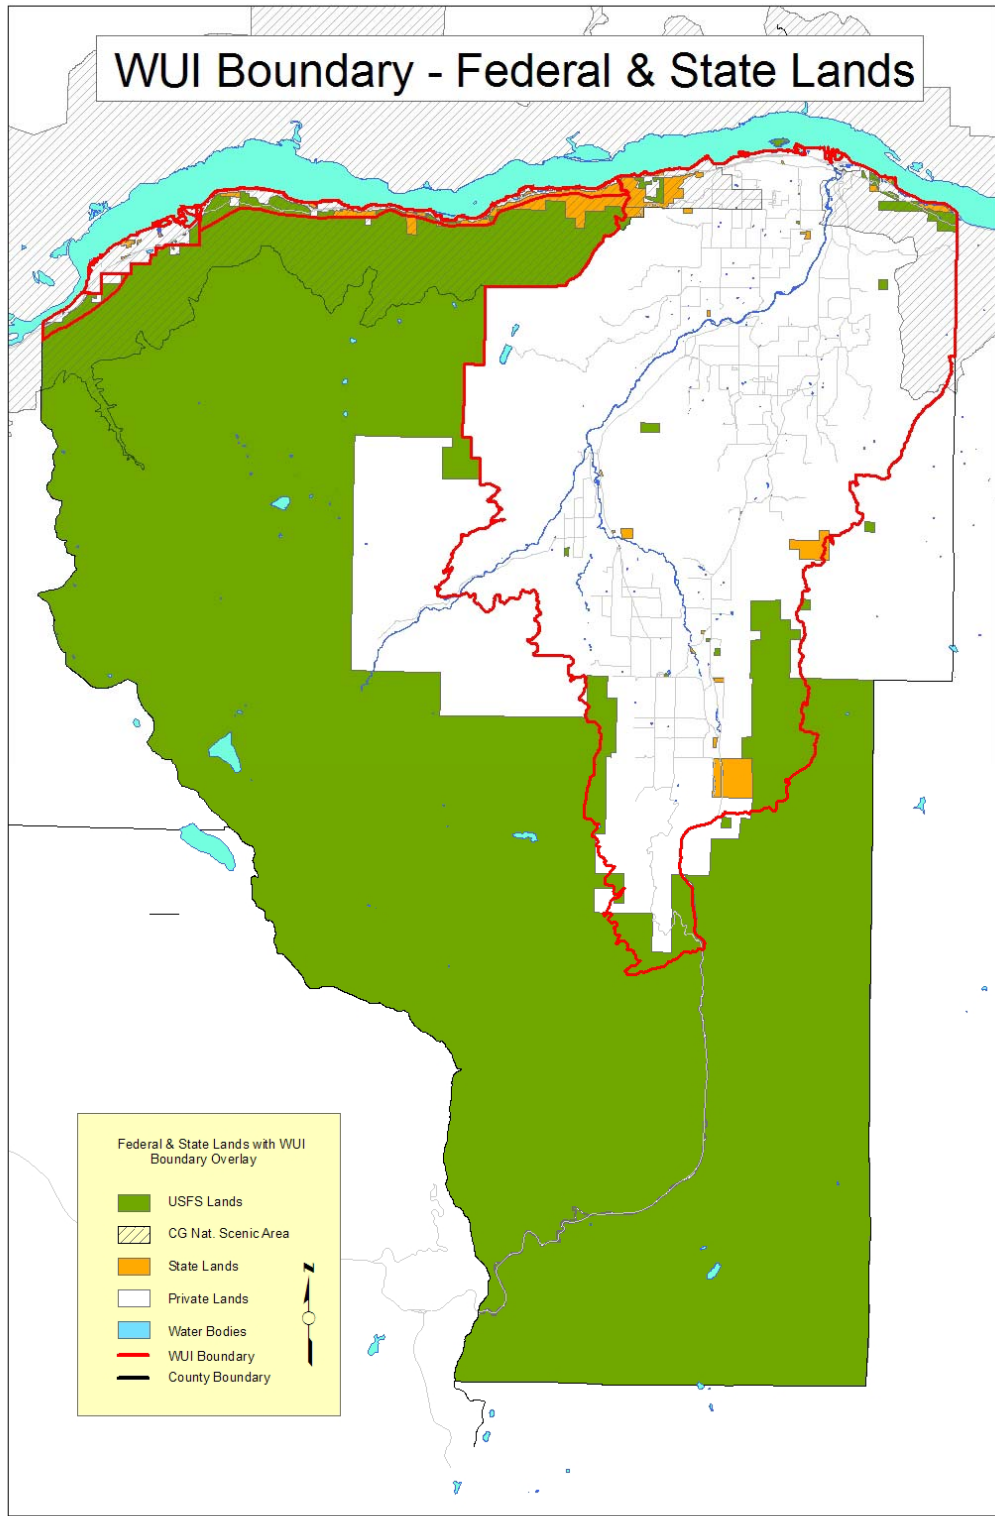 WUI Boundary - Federal & State Lands
Federal & State Lands with WUI
Boundary Overlay
USFS Lands
CG Nat. Scenic Area
State Lands
Private Lands
Water Bodies
WUI Boundary
County Boundary
N